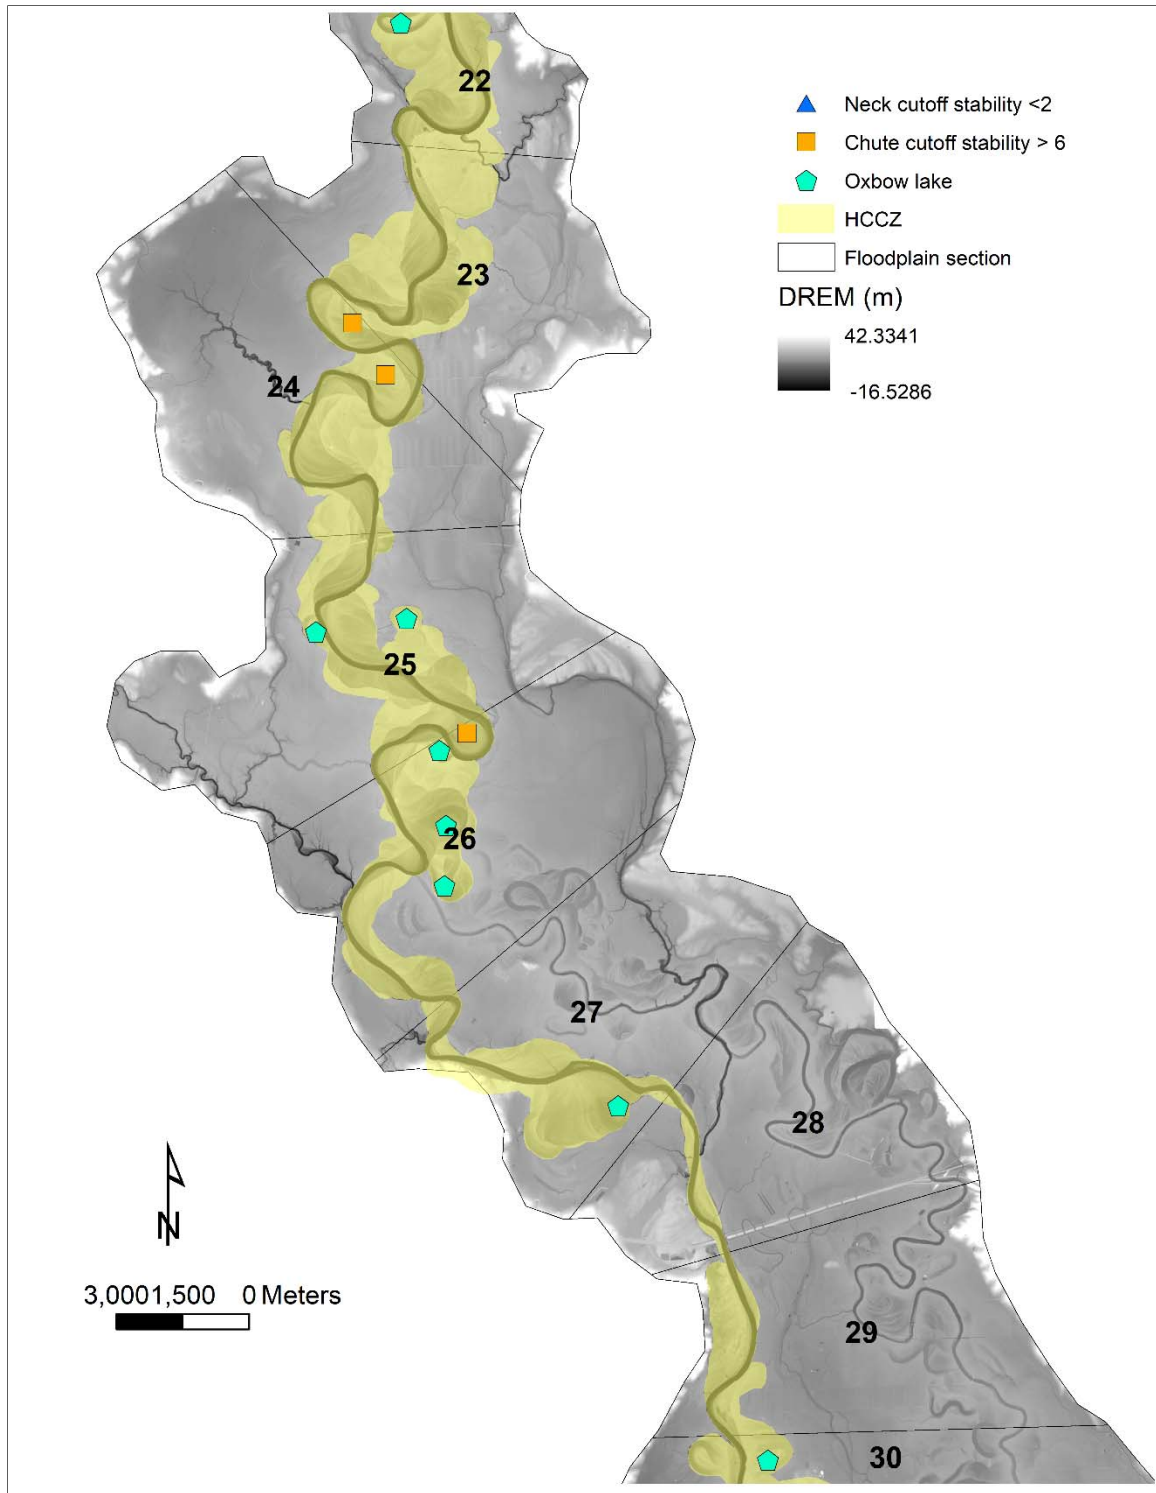 22
Neck cutoff stability <2
Chute cutoff stability > 6
Oxbow lake
HCCZ
Floodplain section
DREM (m)
42.3341
-16.5286
23
24
25
26
27
28
N
3,0001,500 0 Meters
29
30